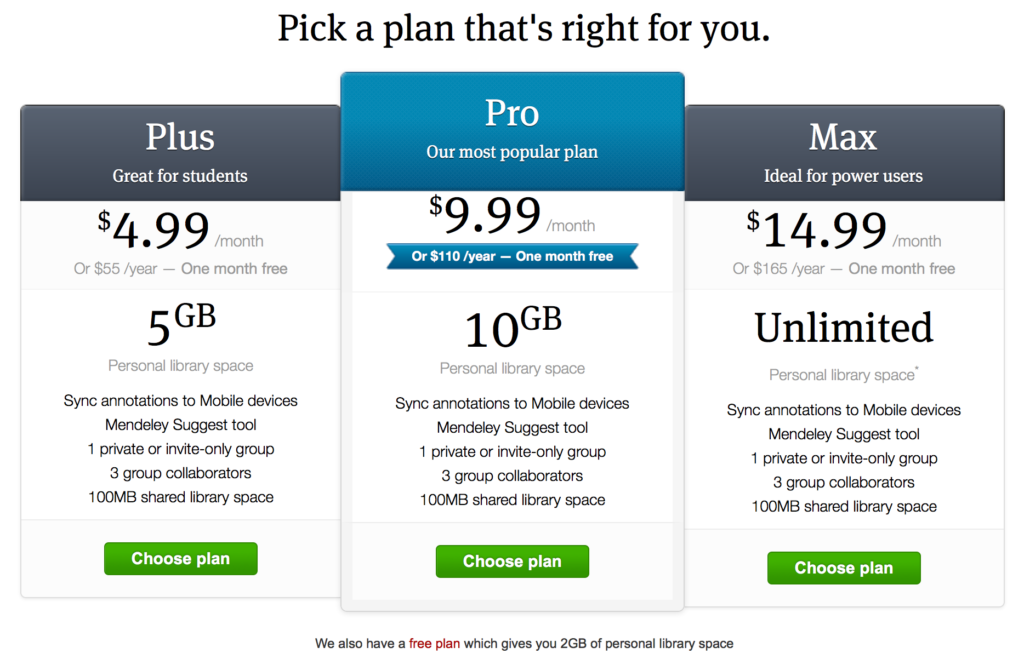 Pick a plan that's right for you.
Plus
Great for students
$4.99 /month
Or $55 /year — One month free
5GB
Personal library space
Sync annotations to Mobile devices
Mendeley Suggest tool
1 private or invite-only group
3 group collaborators
100MB shared library space
Choose plan
Pro
Our most popular plan
$9.99 /month
Or $110 /year — One month free
10GB
Personal library space
Sync annotations to Mobile devices
Mendeley Suggest tool
1 private or invite-only group
3 group collaborators
100MB shared library space
Choose plan
Max
Ideal for power users
$14.99 /month
Or $165 /year — One month free
Unlimited
Personal library space*
Sync annotations to Mobile devices
Mendeley Suggest tool
1 private or invite-only group
3 group collaborators
100MB shared library space
Choose plan
We also have a free plan which gives you 2GB of personal library space